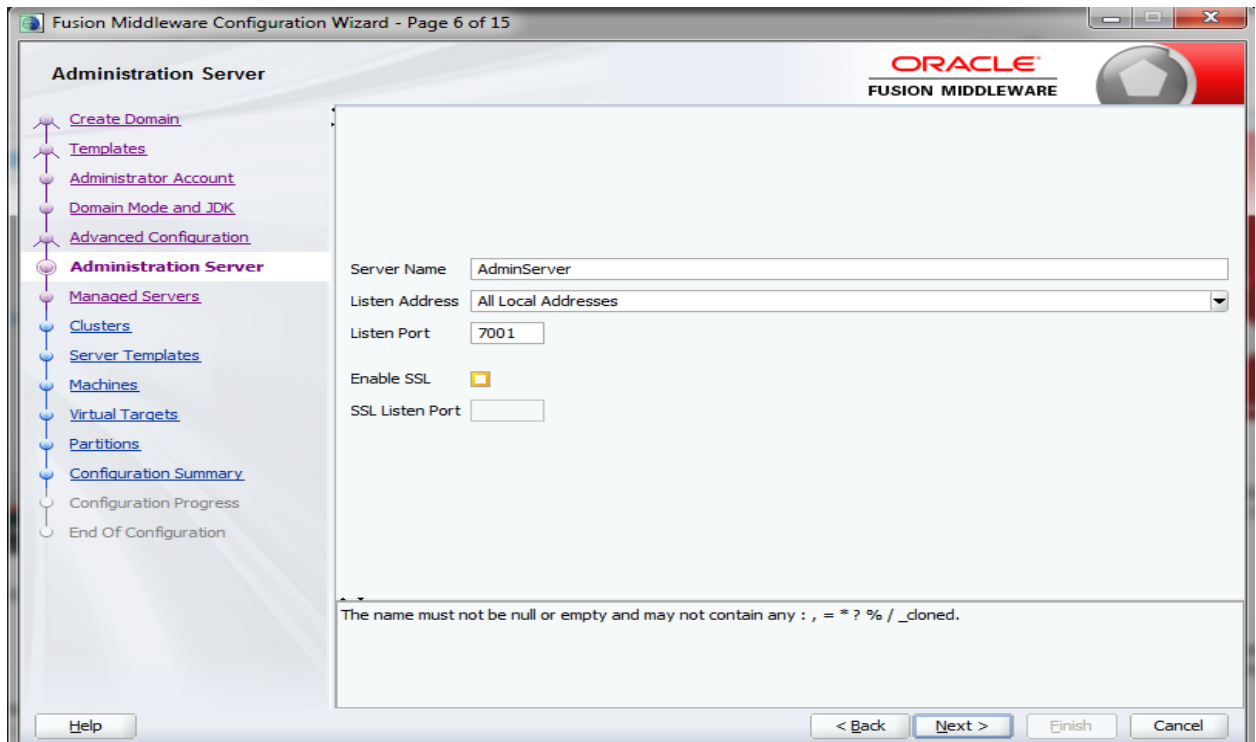 Fusion Middleware Configuration Wizard - Page 6 of 15
Administration Server
ORACLE
FUSION MIDDLEWARE
Create Domain
Templates
Administrator Account
Domain Mode and JDK
Advanced Configuration
Administration Server
Managed Servers
Clusters
Server Templates
Machines
Virtual Targets
Partitions
Configuration Summary
Configuration Progress
End Of Configuration
Server Name AdminServer
Listen Address All Local Addresses
Listen Port 7001
Enable SSL
SSL Listen Port
The name must not be null or empty and may not contain any : , = * ? % / _cloned.
Help < Back Next > Finish Cancel